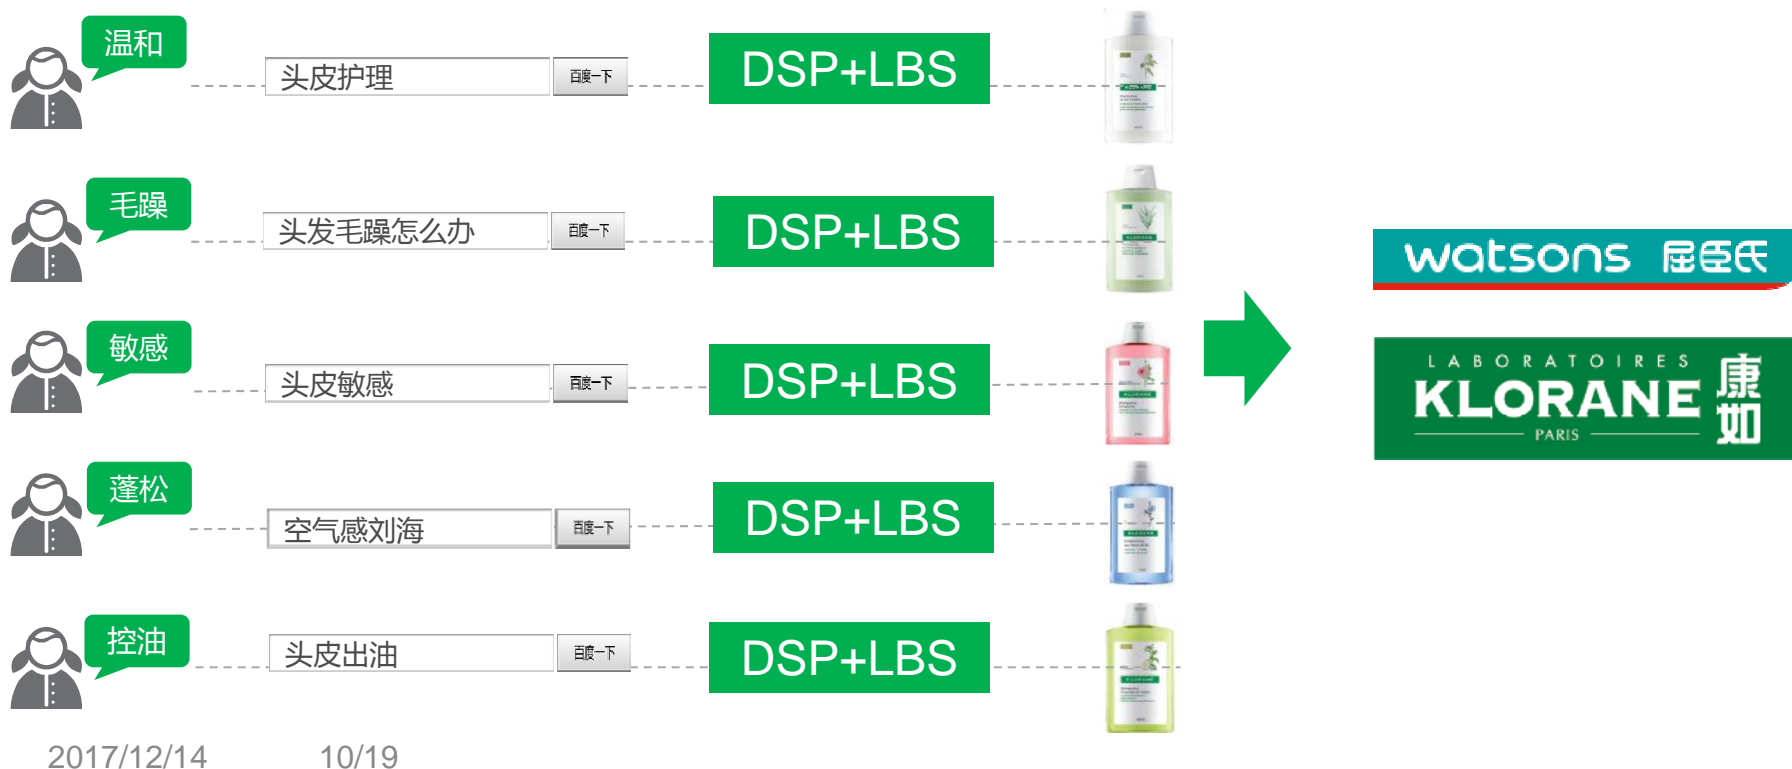 温和
头皮护理 百度一下
DSP+LBS
毛躁
头发毛躁怎么办 百度一下
DSP+LBS
KLORANE
敏感
头皮敏感 百度一下
DSP+LBS
KLORANE
蓬松
空气感刘海 百度一下
DSP+LBS
KLORANE
控油
头皮出油 百度一下
DSP+LBS
KLORANE
watsons 屈臣氏
LABORATOIRES
KLORANE
PARIS
康如
2017/12/14 10/19